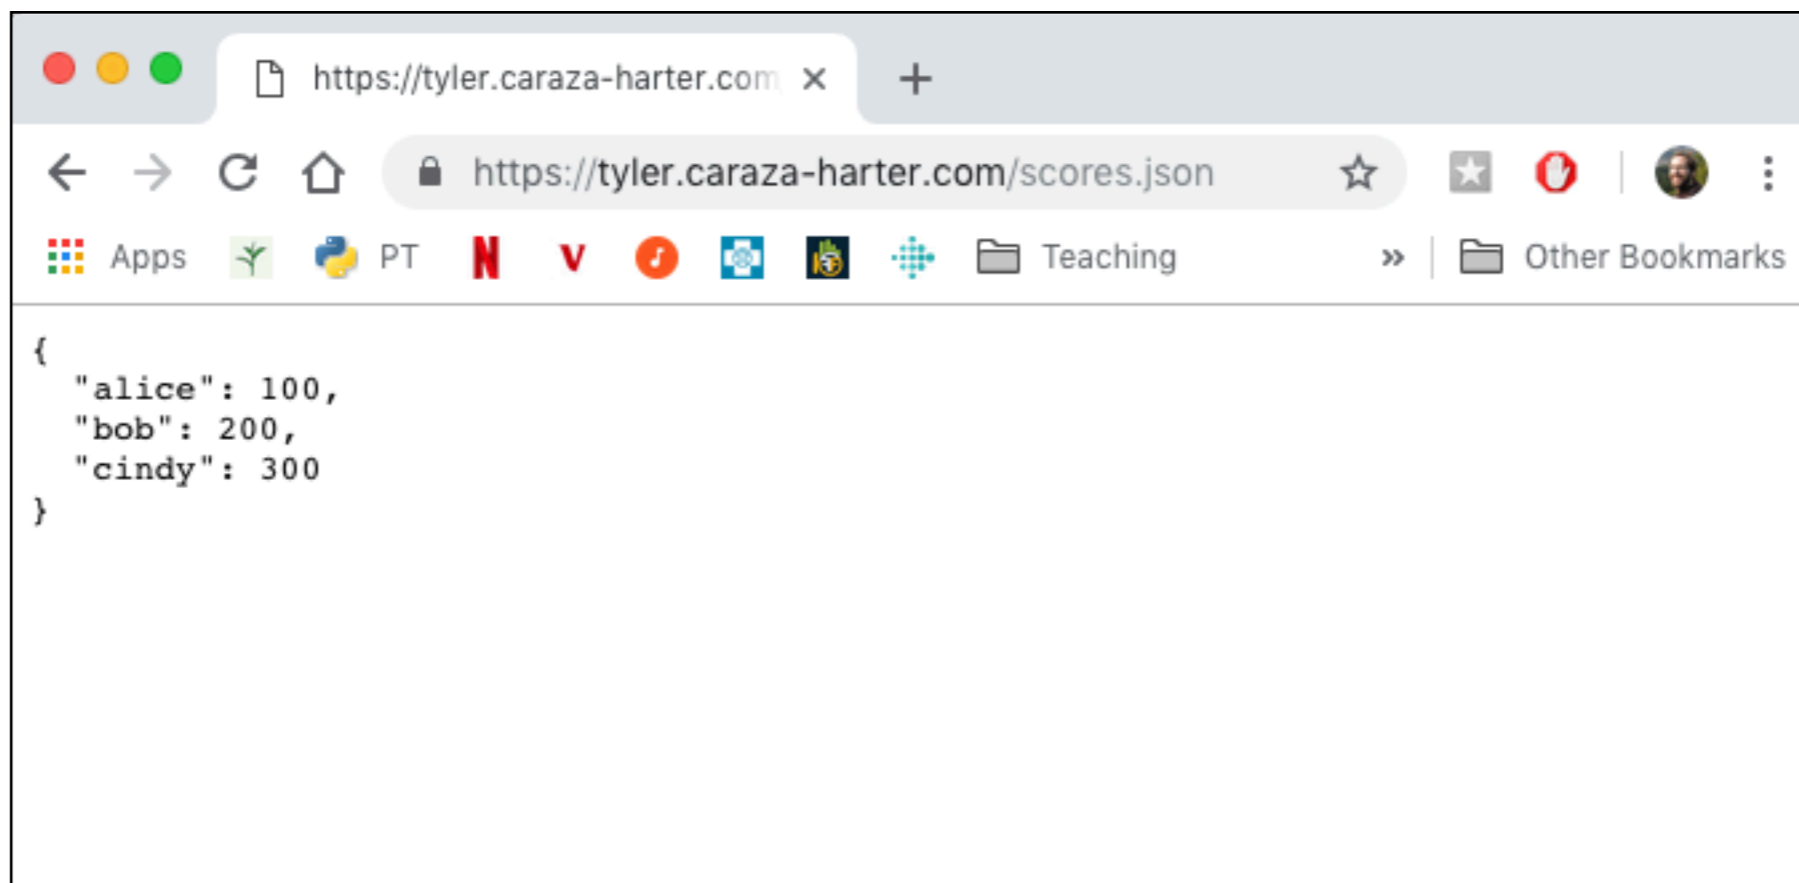 https://tyler.caraza-harter.com
https://tyler.caraza-harter.com/scores.json
Apps PT N V Teaching » Other Bookmarks
{
  "alice": 100,
  "bob": 200,
  "cindy": 300
}